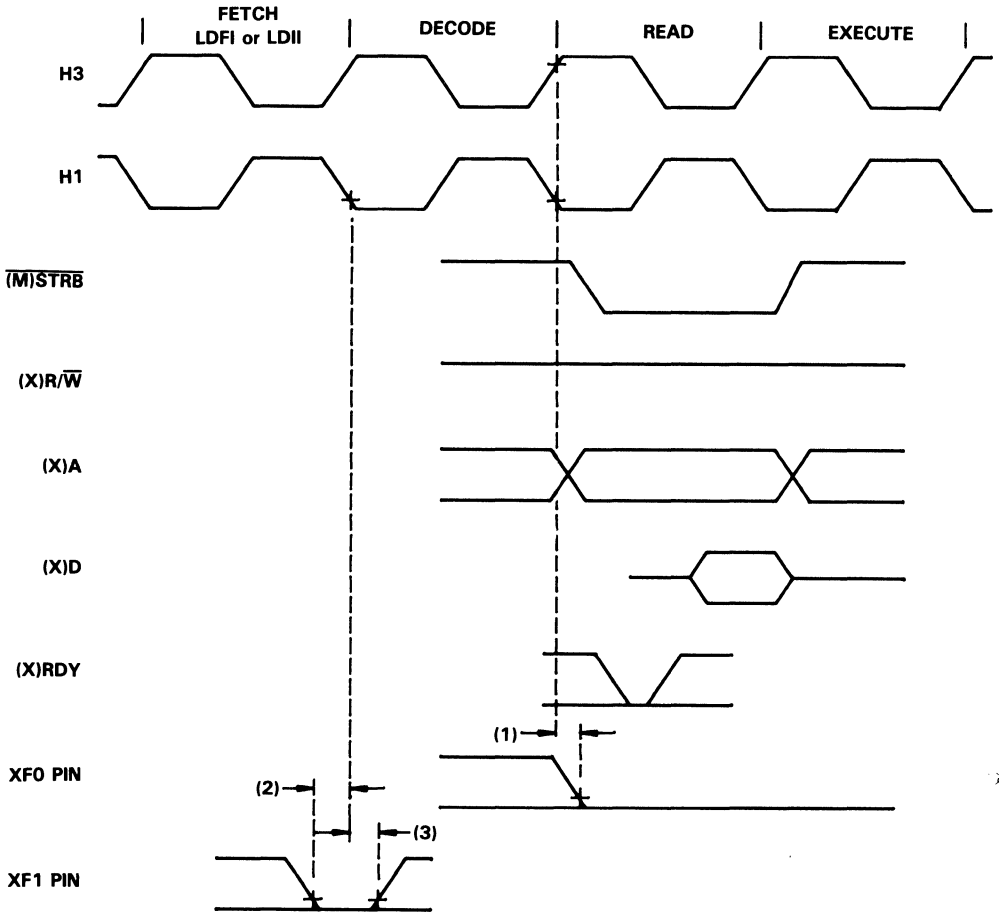 FETCH
LDFI or LDII
DECODE
READ
EXECUTE
H3
H1
(M)STRB
(X)R/W
(X)A
(X)D
(X)RDY
(1)
XF0 PIN
(2)
(3)
XF1 PIN